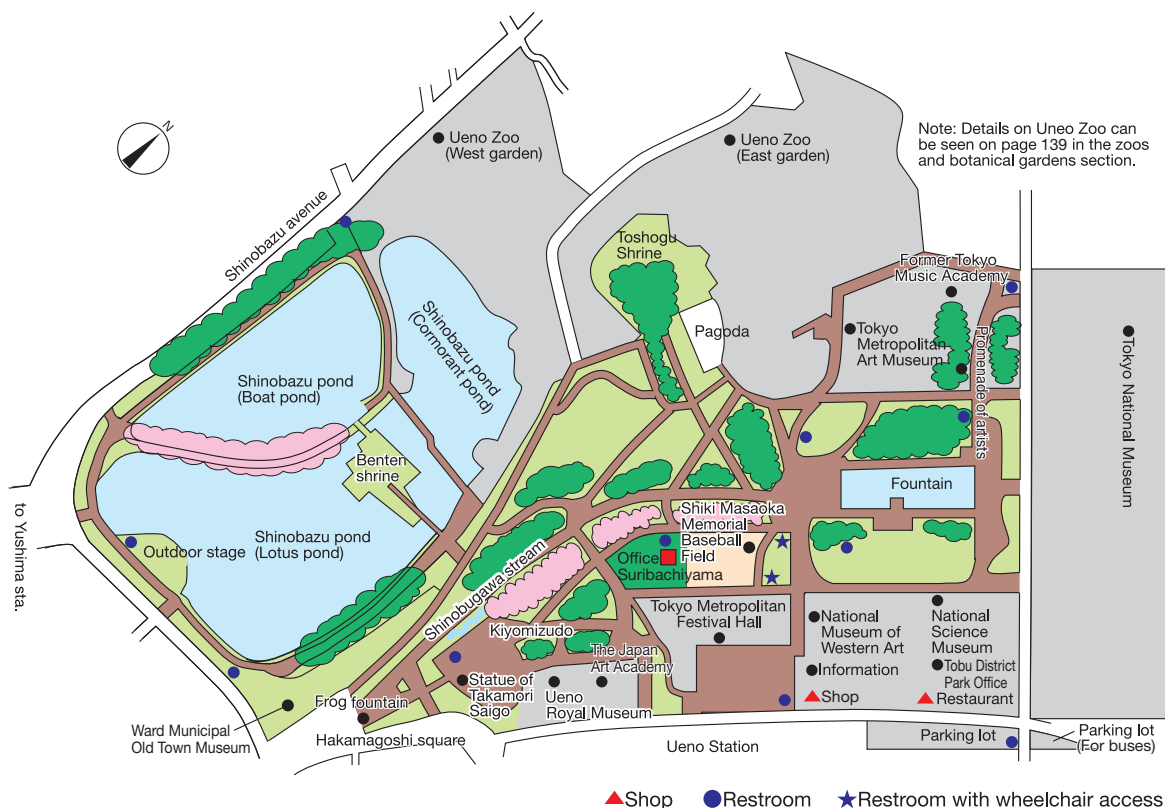 N
Ueno Zoo
(West garden)
Ueno Zoo
(East garden)
Note: Details on Uneo Zoo can
be seen on page 139 in the zoos
and botanical gardens section.
Shinobazu avenue
Toshogu
Shrine
Former Tokyo
Music Academy
Shinobazu pond
(Cormorant pond)
Pagoda
Tokyo
Metropolitan
Art Museum
Promenade of artists
Tokyo National Museum
Shinobazu pond
(Boat pond)
Benten
shrine
Fountain
to Yushima sta.
Outdoor stage
Shinobazu pond
(Lotus pond)
Shinobugawa stream
Shiki Masaoka
Memorial
Baseball
Field
Office
Suribachiyama
Kiyomizudo
Tokyo Metropolitan
Festival Hall
National
Museum of
Western Art
National
Science
Museum
The Japan
Art Academy
Information
Tobu District
Park Office
Statue of
Takamori
Saigo
Ueno
Royal Museum
Shop
Restaurant
Frog fountain
Ward Municipal
Old Town Museum
Hakamagoshi square
Ueno Station
Parking lot
Parking lot
(For buses)
Shop
Restroom
Restroom with wheelchair access